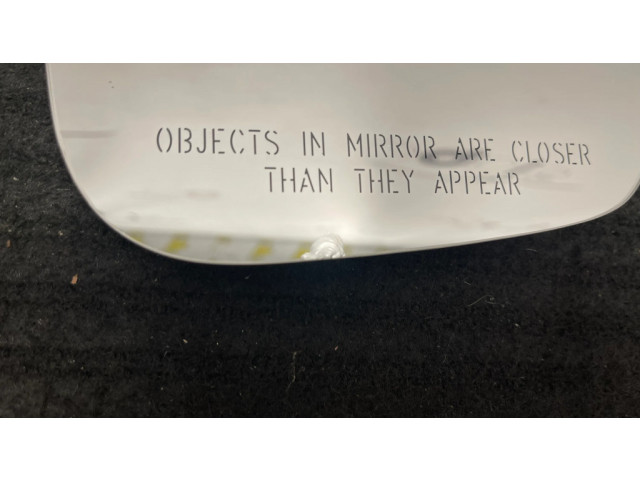 OBJECTS IN MIRROR ARE CLOSER
THAN THEY APPEAR